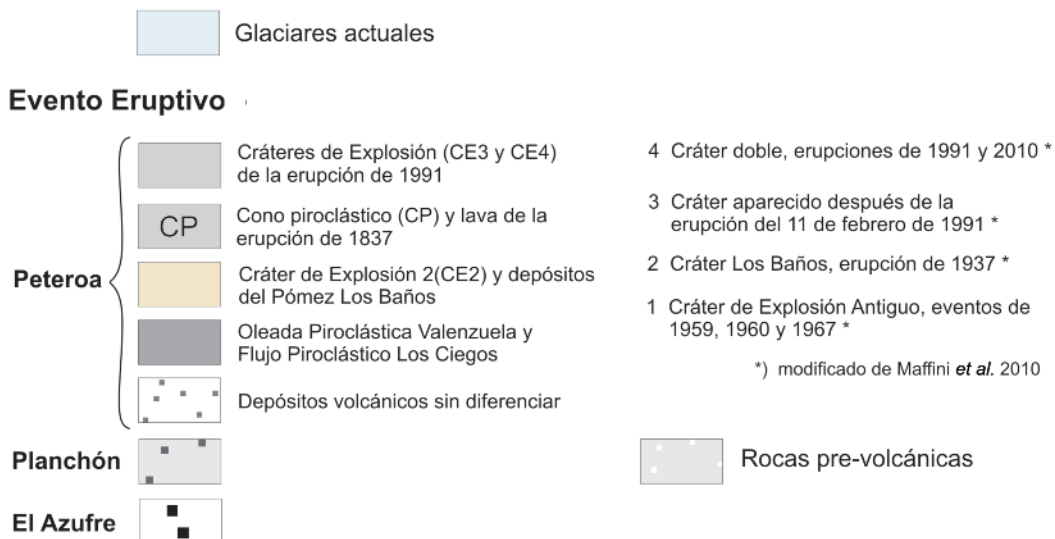 Glaciares actuales
Evento Eruptivo
Peteroa
Cráteres de Explosión (CE3 y CE4)
de la erupción de 1991
CP
Cono piroclástico (CP) y lava de la
erupción de 1837
Cráter de Explosión 2(CE2) y depósitos
del Pómez Los Baños
Oleada Piroclástica Valenzuela y
Flujo Piroclástico Los Ciegos
Depósitos volcánicos sin diferenciar
Planchón
El Azufre
4 Cráter doble, erupciones de 1991 y 2010 *
3 Cráter aparecido después de la
erupción del 11 de febrero de 1991 *
2 Cráter Los Baños, erupción de 1937 *
1 Cráter de Explosión Antiguo, eventos de
1959, 1960 y 1967 *
*) modificado de Maffini et al. 2010
Rocas pre-volcánicas